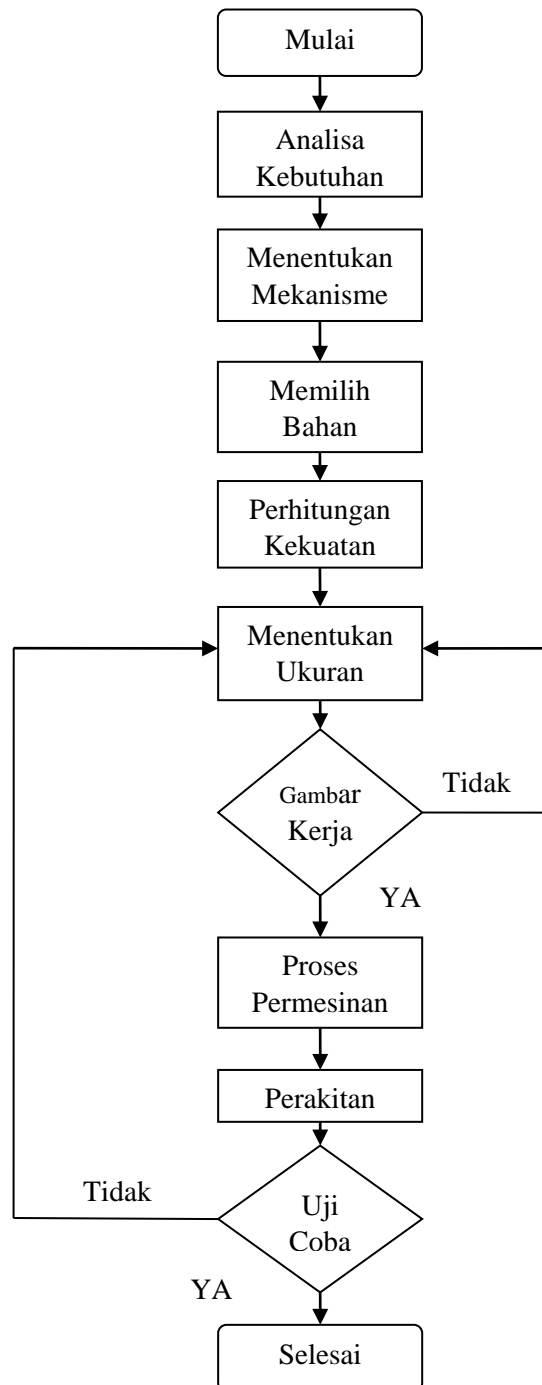 Mulai
Analisa
Kebutuhan
Menentukan
Mekanisme
Memilih
Bahan
Perhitungan
Kekuatan
Menentukan
Ukuran
Gambar
Kerja
Tidak
YA
Proses
Permesinan
Perakitan
Tidak
Uji
Coba
YA
Selesai